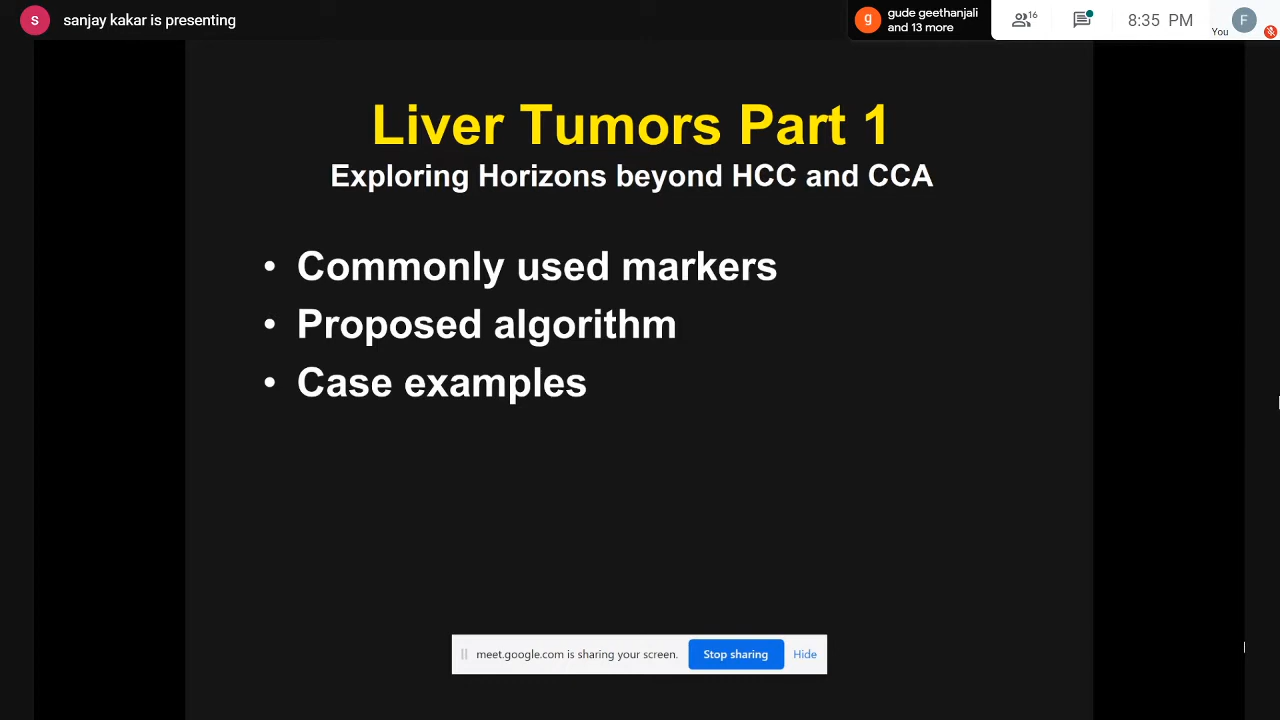 s
sanjay kakar is presenting
g
gude geethanjali
and 13 more
16
8:35 PM
You
F
Liver Tumors Part 1
Exploring Horizons beyond HCC and CCA
• Commonly used markers
• Proposed algorithm
• Case examples
meet.google.com is sharing your screen.
Stop sharing
Hide